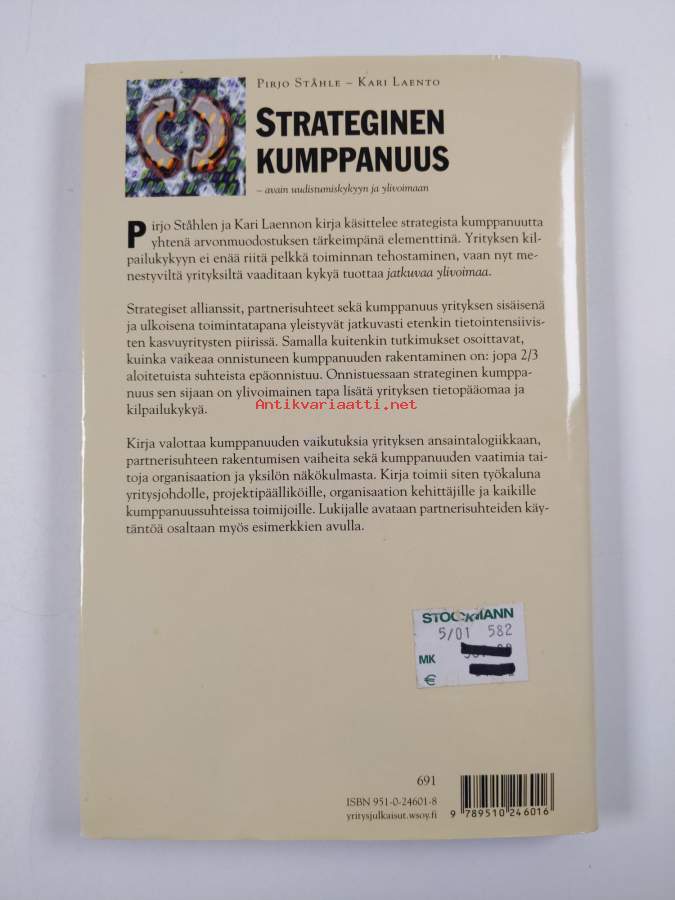 Pirjo Ståhle – Kari Laento
STRATEGINEN
KUMPPANUUS
– avain uudistumiskykyyn ja ylivoimaan
Pirjo Ståhlen ja Kari Laennon kirja käsittelee strategista kumppanuutta
yhtenä arvonmuodostuksen tärkeimpänä elementtinä. Yrityksen kil-
pailukykyyn ei enää riitä pelkkä toiminnan tehostaminen, vaan nyt me-
nestyviltä yrityksiltä vaaditaan kykyä tuottaa jatkuvaa ylivoimaa.
Strategiset allianssit, partnerisuhteet sekä kumppanuus yrityksen sisäisenä
ja ulkoisena toimintatapana yleistyvät jatkuvasti etenkin tietointensiivis-
ten kasvuyritysten piirissä. Samalla kuitenkin tutkimukset osoittavat,
kuinka vaikeaa onnistuneen kumppanuuden rakentaminen on: jopa 2/3
aloitetuista suhteista epäonnistuu. Onnistuessaan strateginen kumppa-
nuus sen sijaan on ylivoimainen tapa lisätä yrityksen tietopääomaa ja
kilpailukykyä.
Antikvariaatti.net
Kirja valottaa kumppanuuden vaikutuksia yrityksen ansaintalogiikkaan,
partnerisuhteen rakentumisen vaiheita sekä kumppanuuden vaatimia tai-
toja organisaation ja yksilön näkökulmasta. Kirja toimii siten työkaluna
yritysjohdolle, projektipäälliköille, organisaation kehittäjille ja kaikille
kumppanuussuhteissa toimijoille. Lukijalle avataan partnerisuhteiden käy-
täntöä osaltaan myös esimerkkien avulla.
STOCKMANN
5/01 582
MK
€
691
ISBN 951-0-24601-8
yritysjulkaisut.wsoy.fi
9 789510 246016